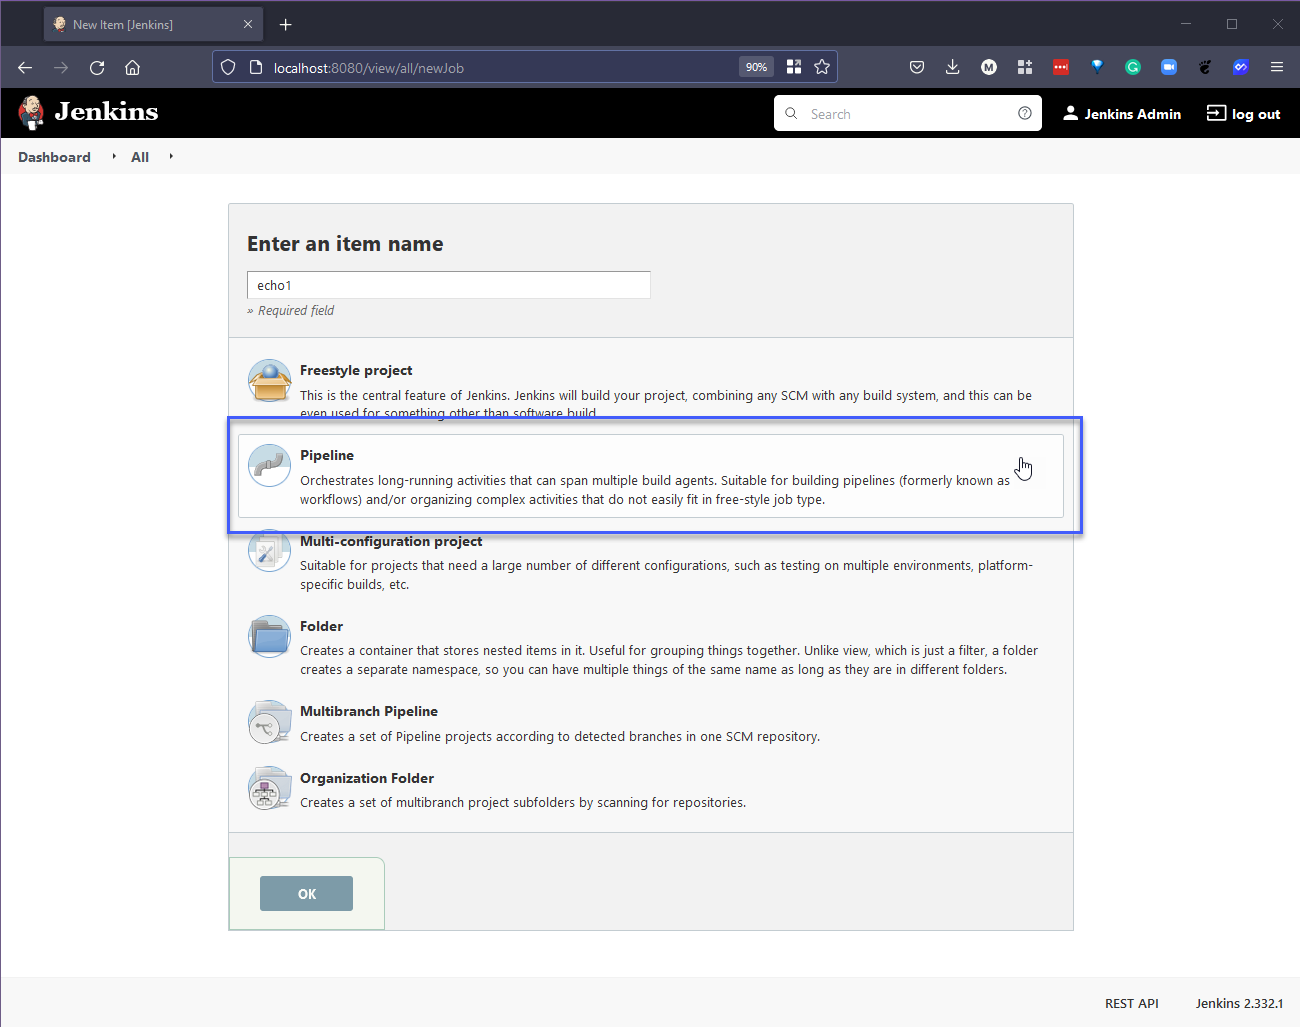 New Item [Jenkins]
localhost:8080/view/all/newJob
90%
M
Jenkins
Search
Jenkins Admin
log out
Dashboard
All
Enter an item name
echo1
» Required field
Freestyle project
This is the central feature of Jenkins. Jenkins will build your project, combining any SCM with any build system, and this can be
even used for something other than software build.
Pipeline
Orchestrates long-running activities that can span multiple build agents. Suitable for building pipelines (formerly known as
workflows) and/or organizing complex activities that do not easily fit in free-style job type.
Multi-configuration project
Suitable for projects that need a large number of different configurations, such as testing on multiple environments, platform-
specific builds, etc.
Folder
Creates a container that stores nested items in it. Useful for grouping things together. Unlike view, which is just a filter, a folder
creates a separate namespace, so you can have multiple things of the same name as long as they are in different folders.
Multibranch Pipeline
Creates a set of Pipeline projects according to detected branches in one SCM repository.
Organization Folder
Creates a set of multibranch project subfolders by scanning for repositories.
OK
REST API
Jenkins 2.332.1